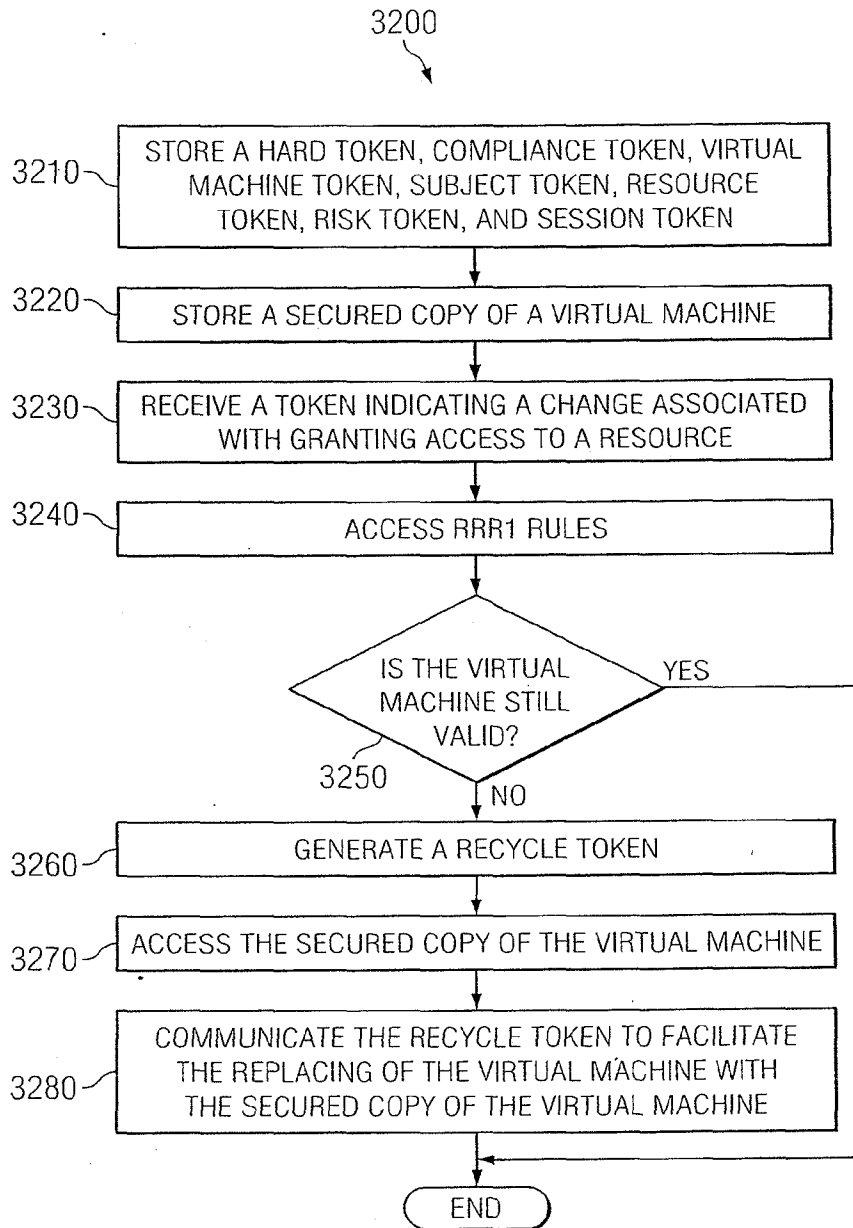 3200
3210
STORE A HARD TOKEN, COMPLIANCE TOKEN, VIRTUAL
MACHINE TOKEN, SUBJECT TOKEN, RESOURCE
TOKEN, RISK TOKEN, AND SESSION TOKEN
3220
STORE A SECURED COPY OF A VIRTUAL MACHINE
3230
RECEIVE A TOKEN INDICATING A CHANGE ASSOCIATED
WITH GRANTING ACCESS TO A RESOURCE
3240
ACCESS RRR1 RULES
IS THE VIRTUAL
MACHINE STILL
VALID?
YES
3250
NO
3260
GENERATE A RECYCLE TOKEN
3270
ACCESS THE SECURED COPY OF THE VIRTUAL MACHINE
3280
COMMUNICATE THE RECYCLE TOKEN TO FACILITATE
THE REPLACING OF THE VIRTUAL MACHINE WITH
THE SECURED COPY OF THE VIRTUAL MACHINE
END